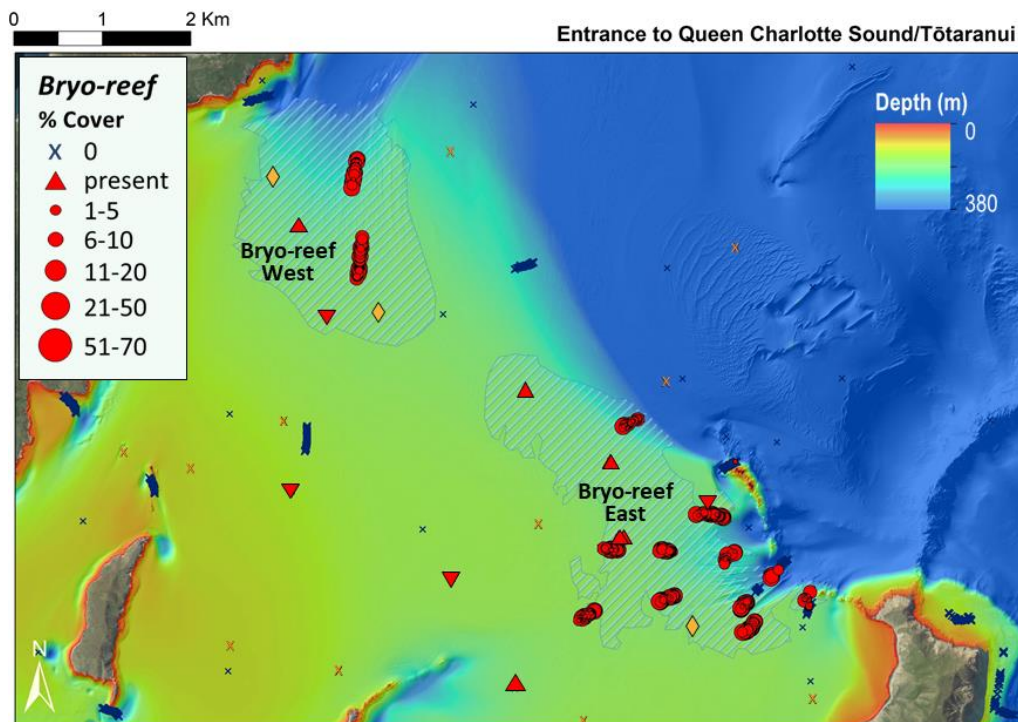 0 1 2 Km
Entrance to Queen Charlotte Sound/Tōtaranui
Bryo-reef
% Cover
0
present
1-5
6-10
11-20
21-50
51-70
Depth (m)
0
380
Bryo-reef
West
Bryo-reef
East
N